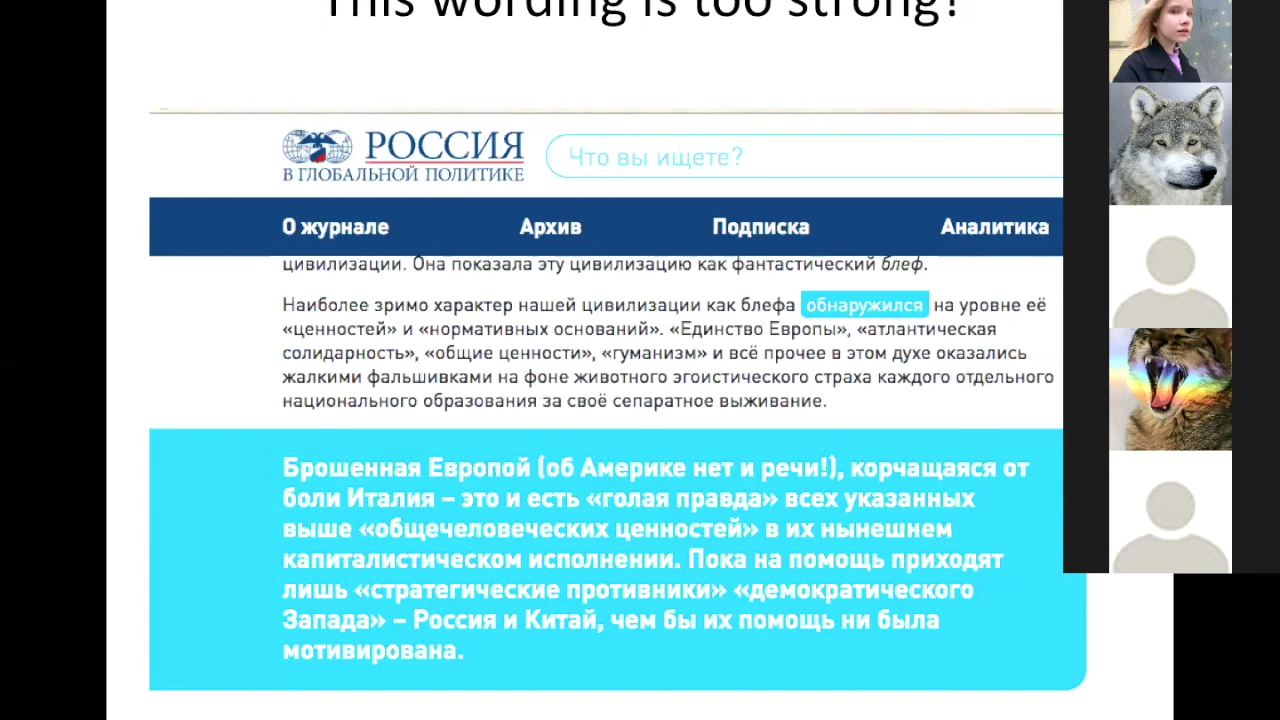 This wording is too strong?
РОССИЯ
В ГЛОБАЛЬНОЙ ПОЛИТИКЕ
Что вы ищете?
О журнале Архив Подписка Аналитика
цивилизации. Она показала эту цивилизацию как фантастический блеф.
Наиболее зримо характер нашей цивилизации как блефа обнаружился на уровне её
«ценностей» и «нормативных оснований». «Единство Европы», «атлантическая
солидарность», «общие ценности», «гуманизм» и всё прочее в этом духе оказались
жалкими фальшивками на фоне животного эгоистического страха каждого отдельного
национального образования за своё сепаратное выживание.
Брошенная Европой (об Америке нет и речи!), корчащаяся от
боли Италия – это и есть «голая правда» всех указанных
выше «общечеловеческих ценностей» в их нынешнем
капиталистическом исполнении. Пока на помощь приходят
лишь «стратегические противники» «демократического
Запада» – Россия и Китай, чем бы их помощь ни была
мотивирована.